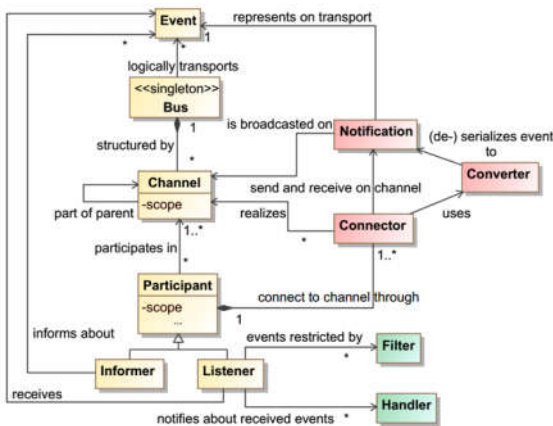 Event
represents on transport
*
*
1
logically transports
<<singleton>>
Bus
1
structured by
*
is broadcasted on
Notification
(de-) serializes event
to
Converter
Channel
-scope
send and receive on channel
part of parent
realizes
*
Connector
uses
1..*
1..*
participates in
*
Participant
-scope
...
1
connect to channel through
informs about
Informer
Listener
events restricted by
*
Filter
receives
notifies about received events
*
Handler